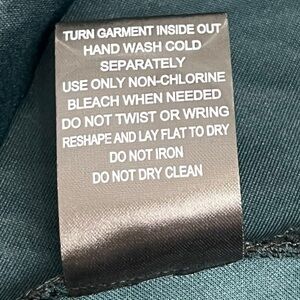 TURN GARMENT INSIDE OUT
HAND WASH COLD
SEPARATELY
USE ONLY NON-CHLORINE
BLEACH WHEN NEEDED
DO NOT TWIST OR WRING
RESHAPE AND LAY FLAT TO DRY
DO NOT IRON
DO NOT DRY CLEAN